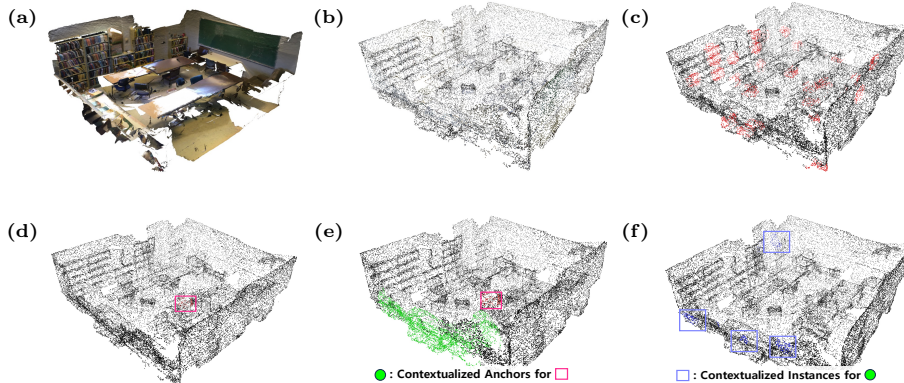 (a)
(b)
(c)
(d)
(e)
(f)
: Contextualized Anchors for
: Contextualized Instances for